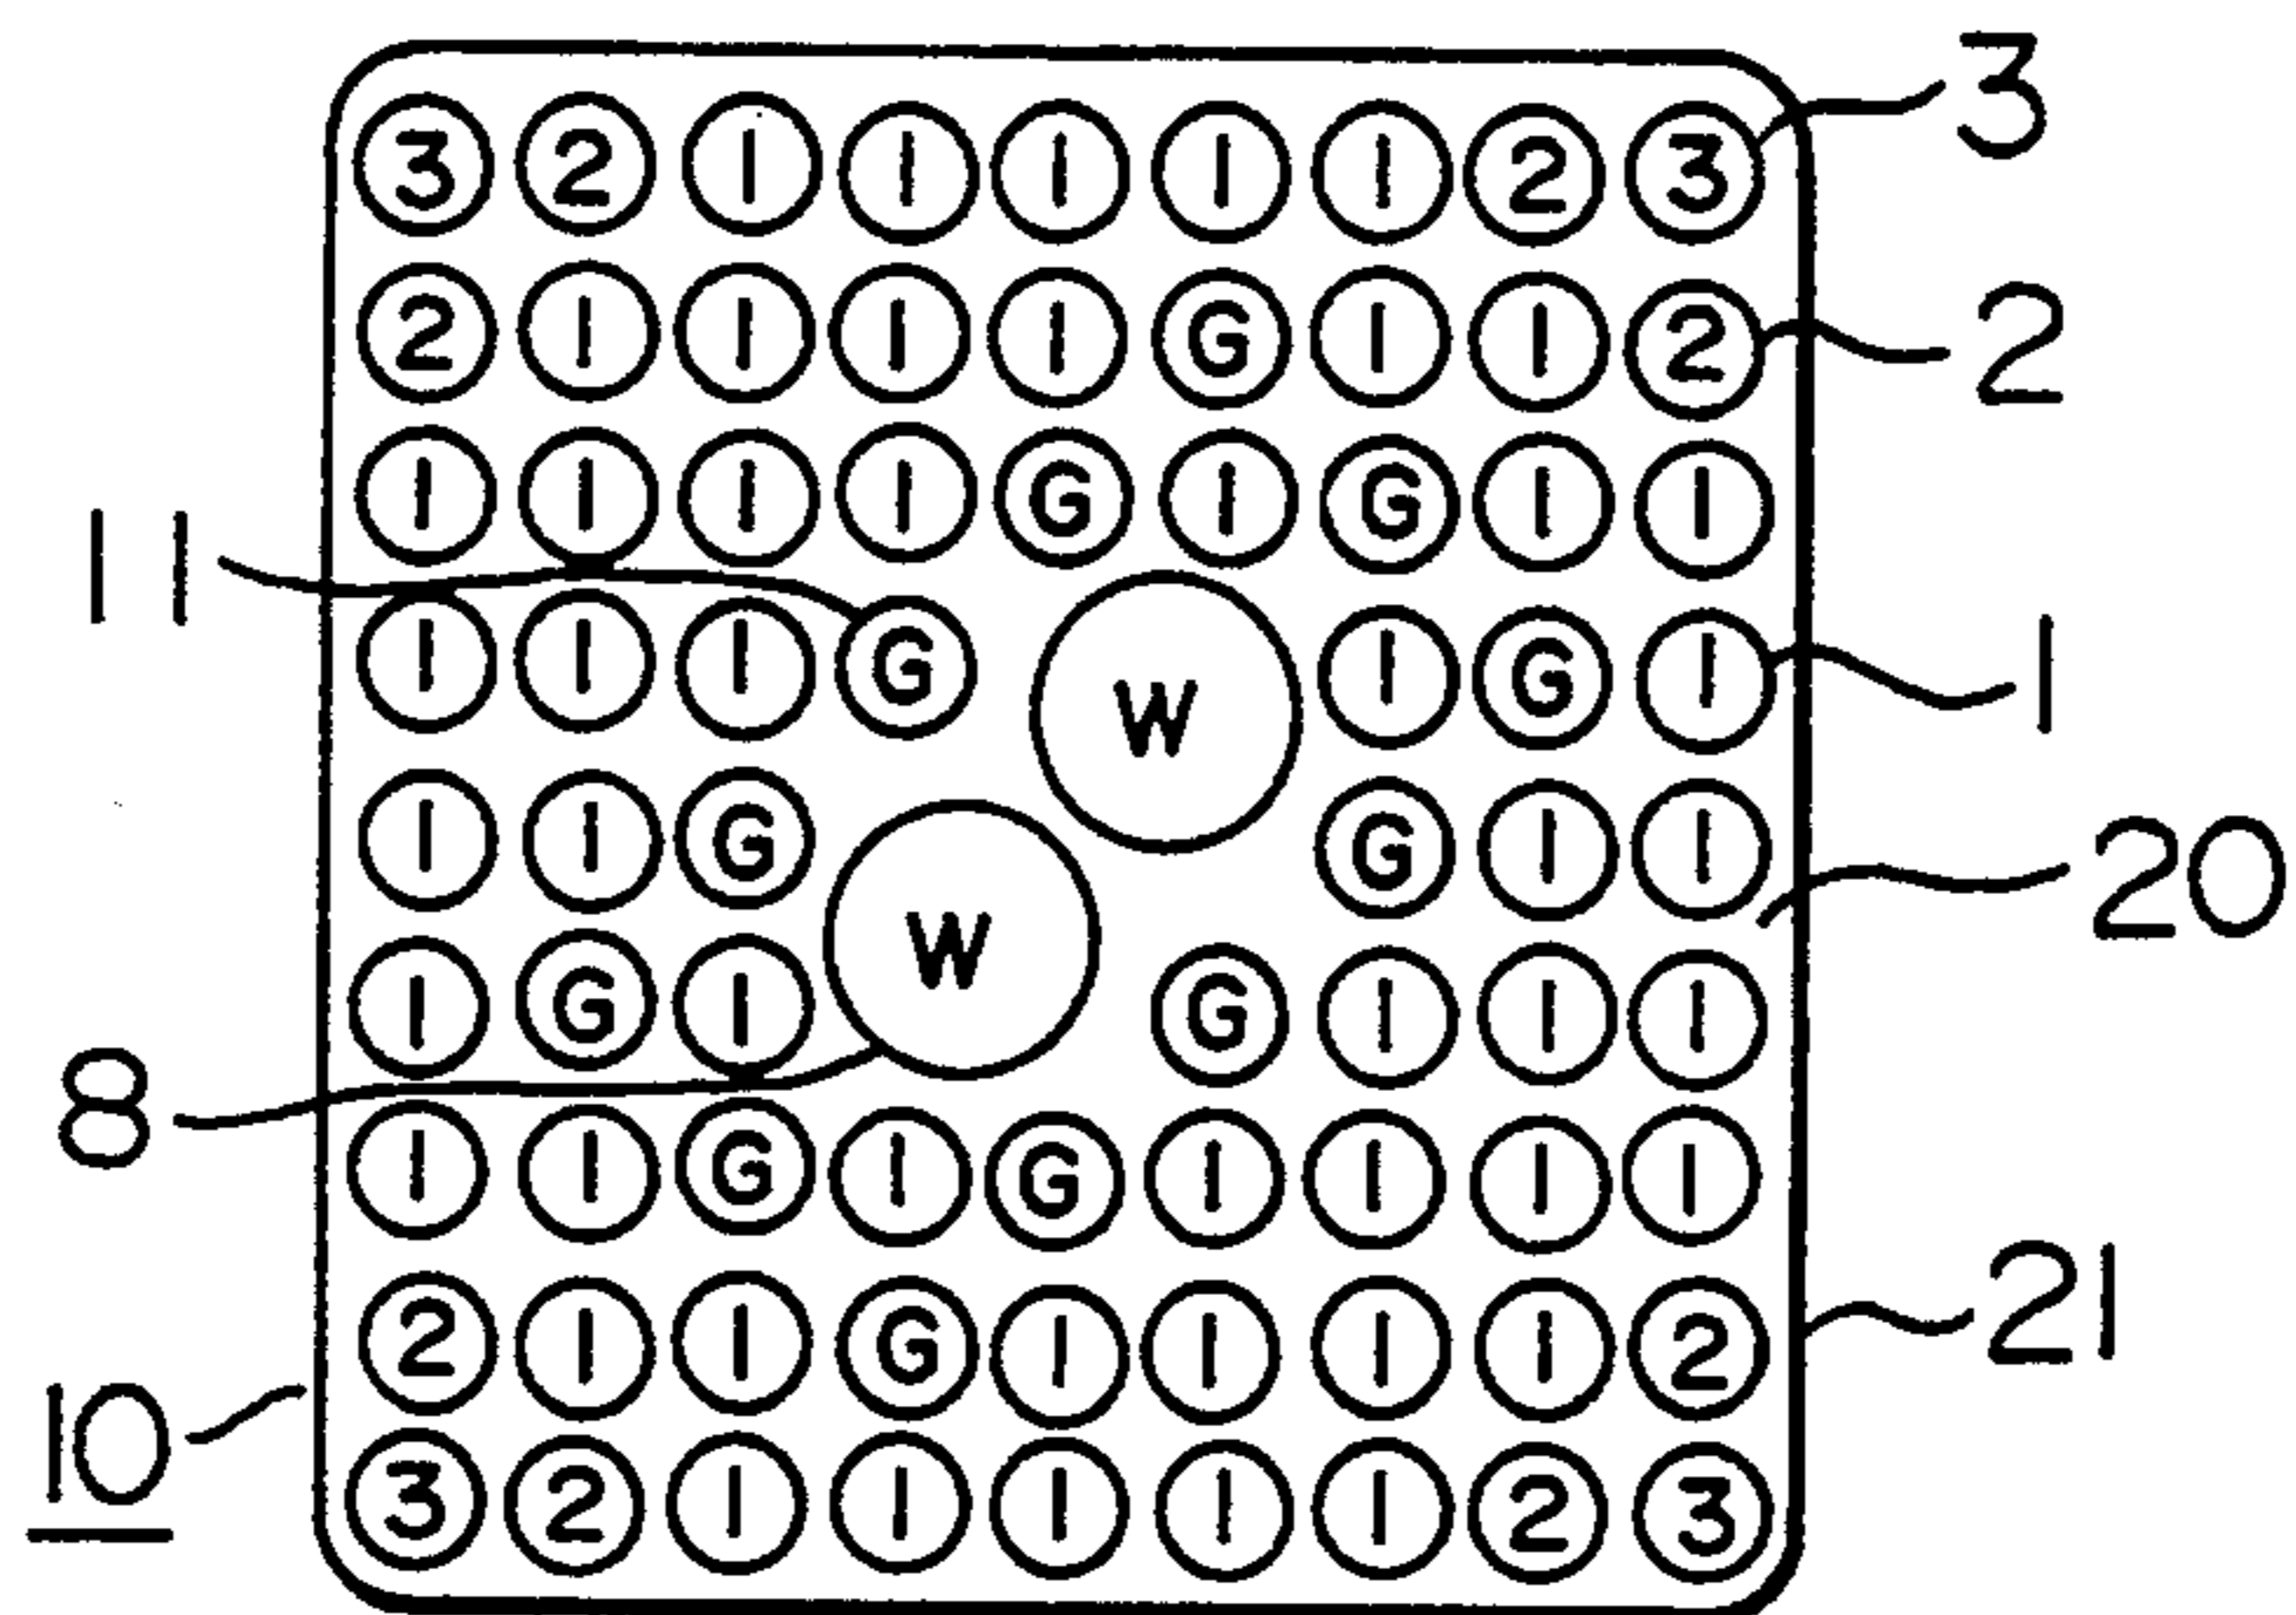 3 2 1 1 1 1 1 2 3 3
2 1 1 1 1 G 1 1 2 2
1 1 1 1 G 1 G 1 1
11
1 1 1 G W 1 G 1 1
1 1 G G 1 1 20
1 G 1 W G 1 1 1
8
1 1 G 1 G 1 1 1 1
21
2 1 1 G 1 1 1 1 2
10
3 2 1 1 1 1 1 2 3